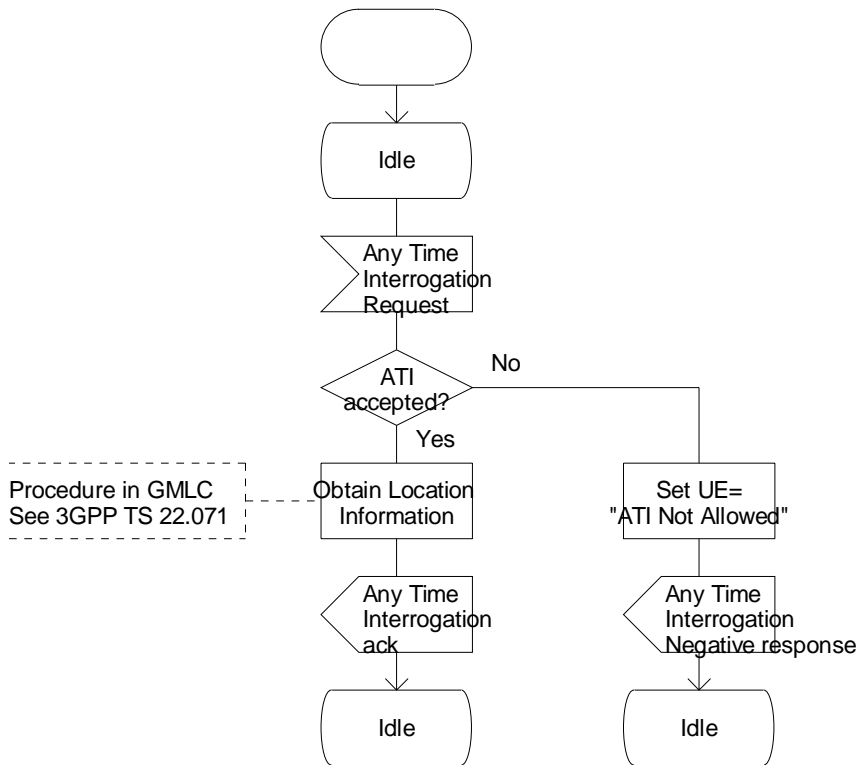 Idle
Any Time
Interrogation
Request
ATI
accepted?
No
Yes
Procedure in GMLC
See 3GPP TS 22.071
Obtain Location
Information
Set UE=
"ATI Not Allowed"
Any Time
Interrogation
ack
Any Time
Interrogation
Negative response
Idle
Idle